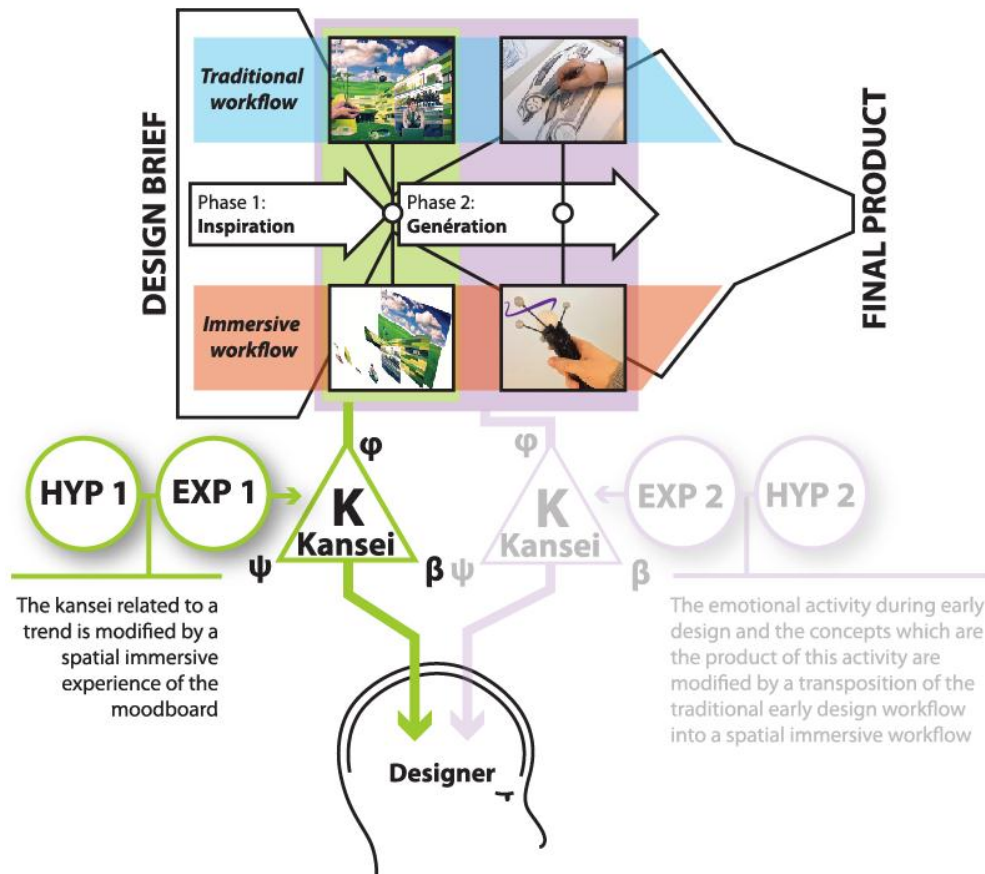 DESIGN BRIEF
Traditional
workflow
Phase 1:
Inspiration
Phase 2:
Genération
Immersive
workflow
FINAL PRODUCT
HYP 1
EXP 1
φ
K
Kansei
ψ
β
The kansei related to a
trend is modified by a
spatial immersive
experience of the
moodboard
φ
K
Kansei
ψ
β
EXP 2
HYP 2
The emotional activity during early
design and the concepts which are
the product of this activity are
modified by a transposition of the
traditional early design workflow
into a spatial immersive workflow
Designer